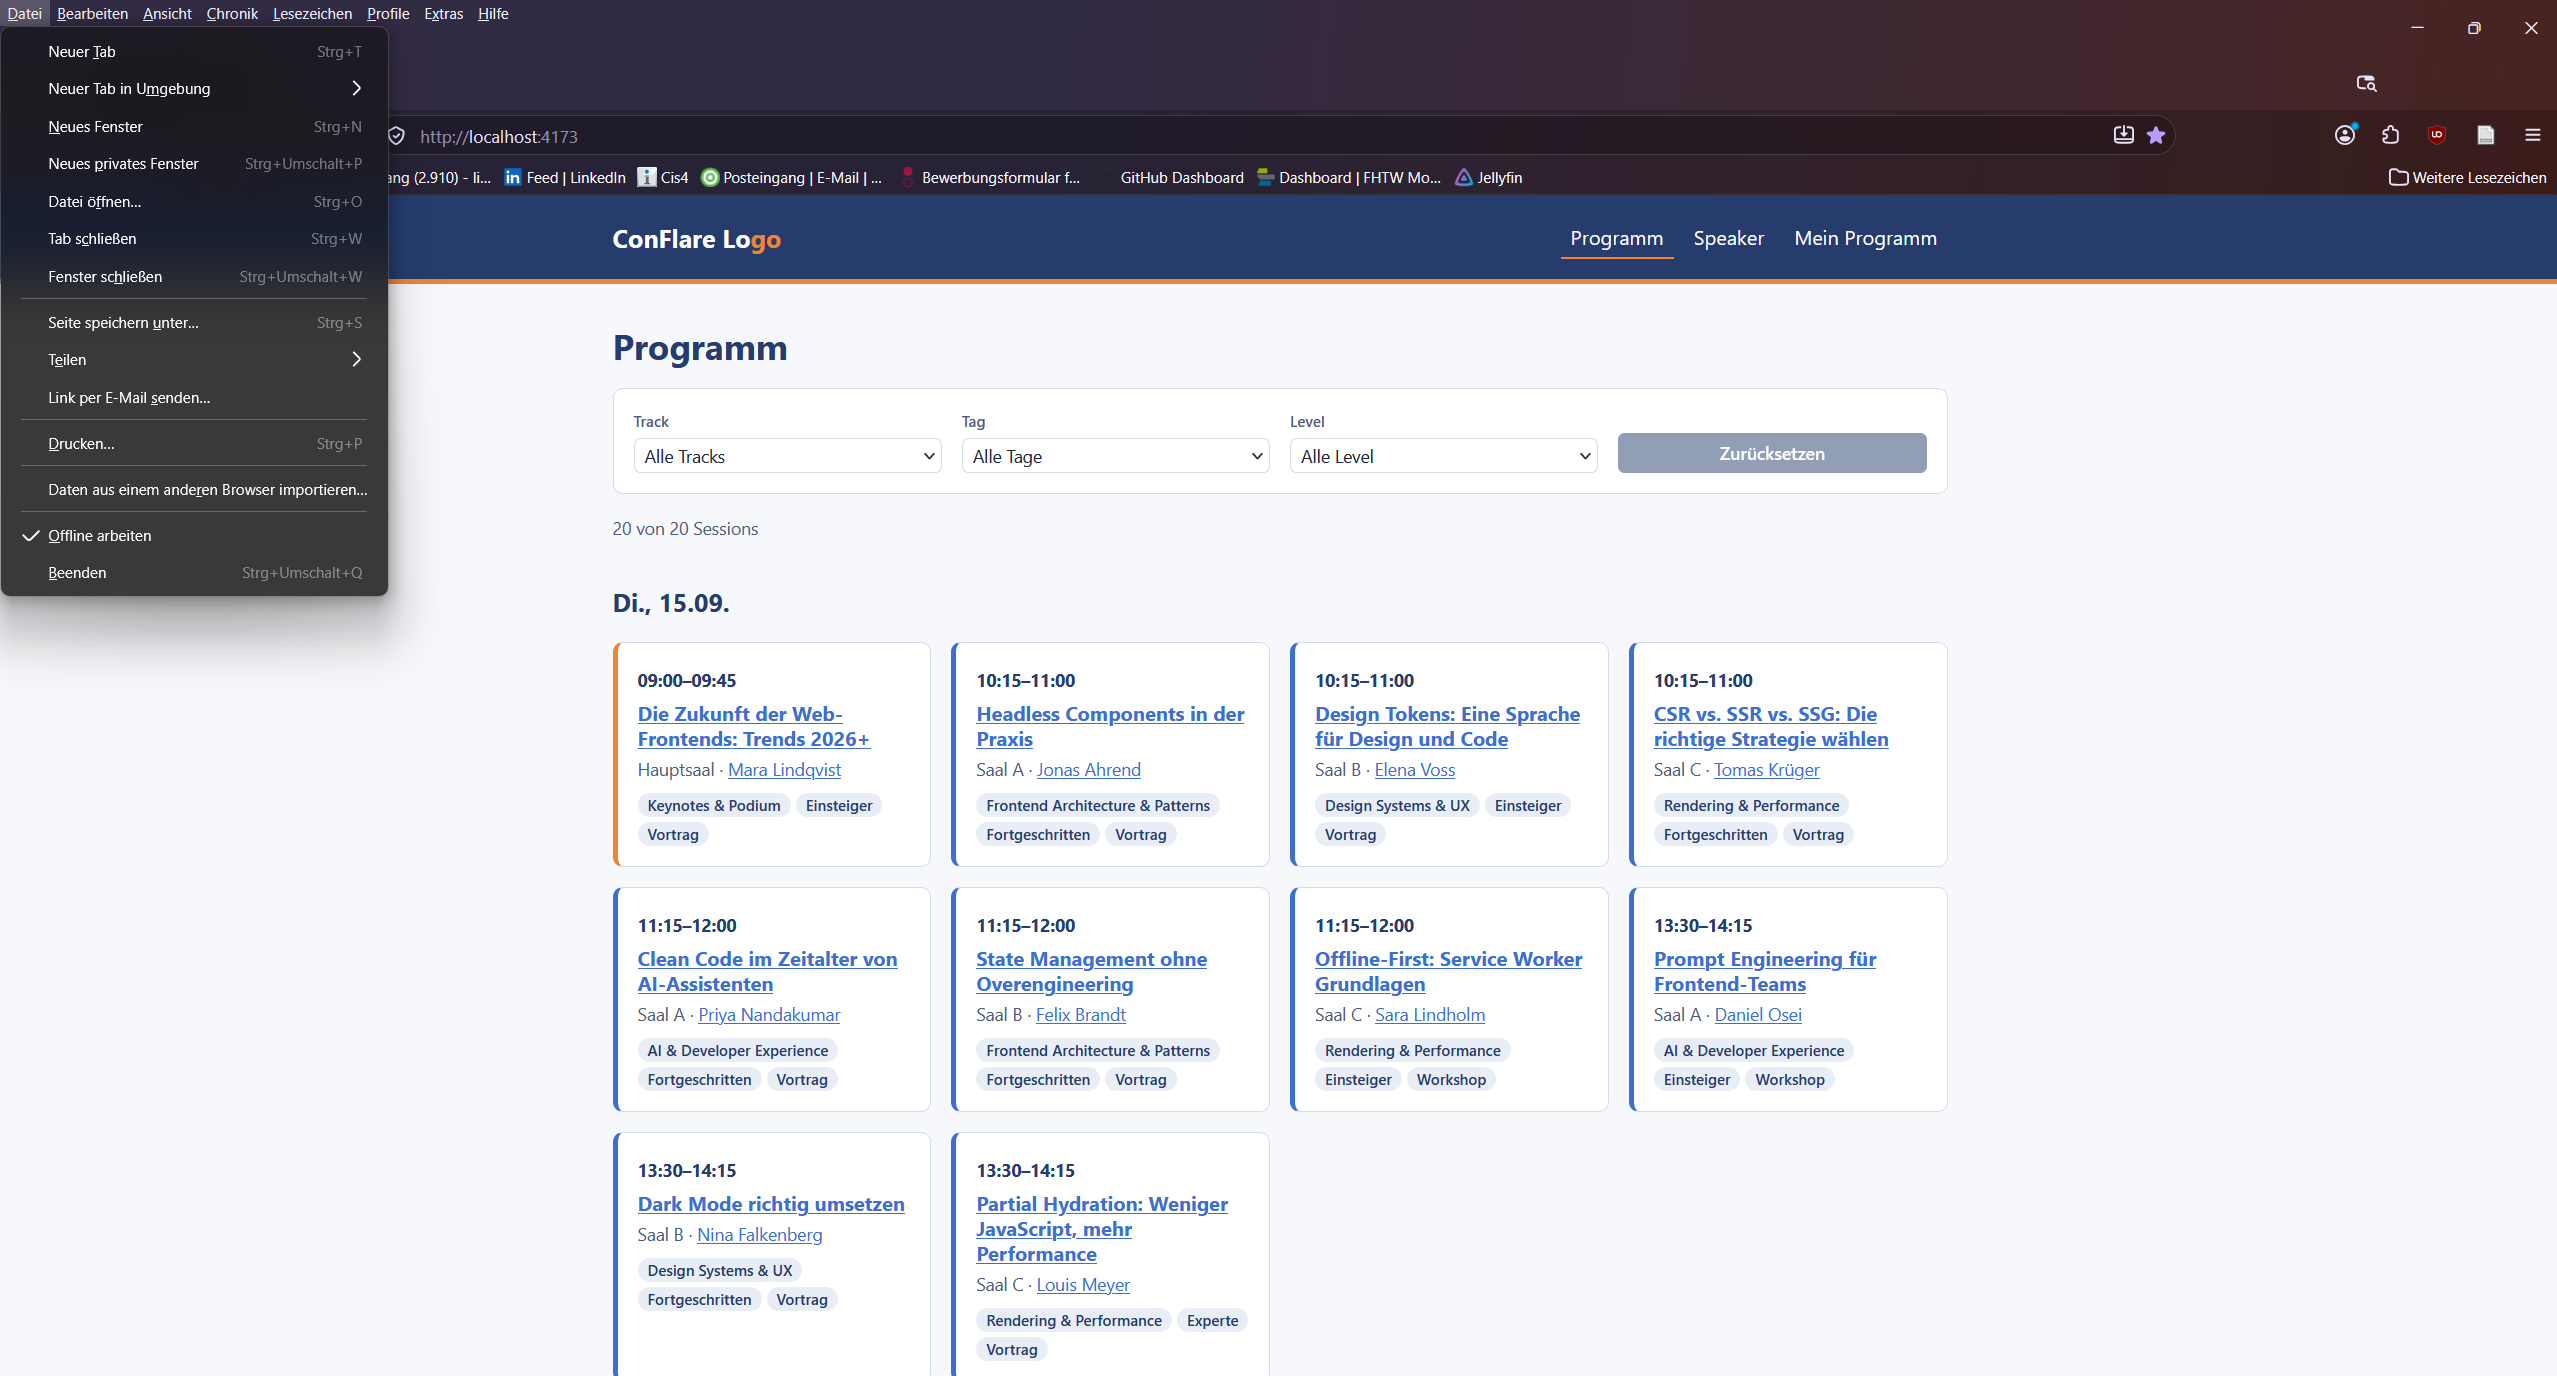 Datei Bearbeiten Ansicht Chronik Lesezeichen Profile Extras Hilfe
Neuer Tab Strg+T
Neuer Tab in Umgebung
Neues Fenster Strg+N
Neues privates Fenster Strg+Umschalt+P
Datei öffnen... Strg+O
Tab schließen Strg+W
Fenster schließen Strg+Umschalt+W
Seite speichern unter... Strg+S
Teilen
Link per E-Mail senden...
Drucken... Strg+P
Daten aus einem anderen Browser importieren...
Offline arbeiten
Beenden Strg+Umschalt+Q
http://localhost:4173
ang (2.910) - li... Feed | LinkedIn Cis4 Posteingang | E-Mail | ... Bewerbungsformular f... GitHub Dashboard Dashboard | FHTW Mo... Jellyfin Weitere Lesezeichen
ConFlare Logo Programm Speaker Mein Programm
Programm
Track Tag Level
Alle Tracks Alle Tage Alle Level Zurücksetzen
20 von 20 Sessions
Di., 15.09.
09:00–09:45
Die Zukunft der Web-
Frontends: Trends 2026+
Hauptsaal · Mara Lindqvist
Keynotes & Podium Einsteiger
Vortrag
10:15–11:00
Headless Components in der
Praxis
Saal A · Jonas Ahrend
Frontend Architecture & Patterns
Fortgeschritten Vortrag
10:15–11:00
Design Tokens: Eine Sprache
für Design und Code
Saal B · Elena Voss
Design Systems & UX Einsteiger
Vortrag
10:15–11:00
CSR vs. SSR vs. SSG: Die
richtige Strategie wählen
Saal C · Tomas Krüger
Rendering & Performance
Fortgeschritten Vortrag
11:15–12:00
Clean Code im Zeitalter von
AI-Assistenten
Saal A · Priya Nandakumar
AI & Developer Experience
Fortgeschritten Vortrag
11:15–12:00
State Management ohne
Overengineering
Saal B · Felix Brandt
Frontend Architecture & Patterns
Fortgeschritten Vortrag
11:15–12:00
Offline-First: Service Worker
Grundlagen
Saal C · Sara Lindholm
Rendering & Performance
Einsteiger Workshop
13:30–14:15
Prompt Engineering für
Frontend-Teams
Saal A · Daniel Osei
AI & Developer Experience
Einsteiger Workshop
13:30–14:15
Dark Mode richtig umsetzen
Saal B · Nina Falkenberg
Design Systems & UX
Fortgeschritten Vortrag
13:30–14:15
Partial Hydration: Weniger
JavaScript, mehr
Performance
Saal C · Louis Meyer
Rendering & Performance Experte
Vortrag